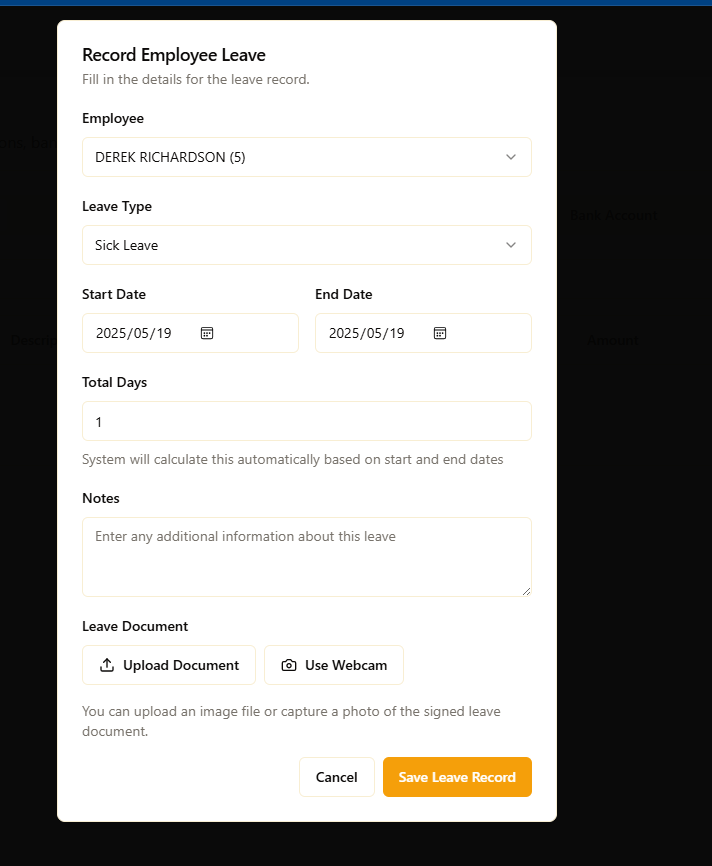 Record Employee Leave
Fill in the details for the leave record.
Employee
DEREK RICHARDSON (5)
Leave Type
Sick Leave
Start Date
End Date
2025/05/19
2025/05/19
Total Days
1
System will calculate this automatically based on start and end dates
Notes
Enter any additional information about this leave
Leave Document
Upload Document
Use Webcam
You can upload an image file or capture a photo of the signed leave
document.
Cancel
Save Leave Record
Bank Account
Amount